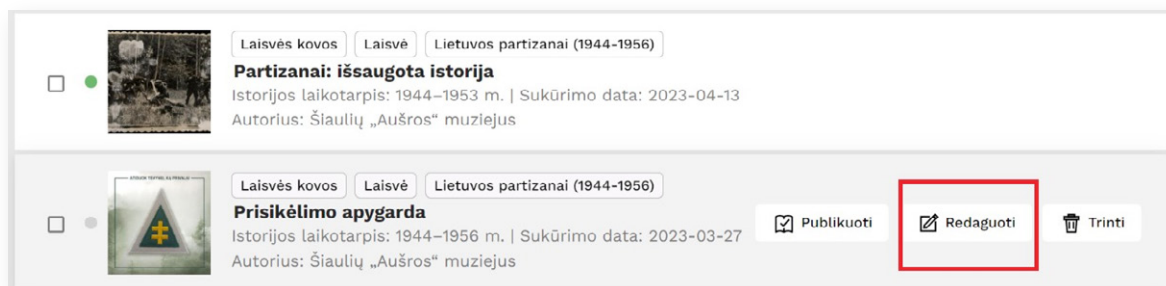 Laisvės kovos Laisvė Lietuvos partizanai (1944-1956)
Partizanai: išsaugota istorija
Istorijos laikotarpis: 1944–1953 m. | Sukūrimo data: 2023-04-13
Autorius: Šiaulių „Aušros“ muziejus
Laisvės kovos Laisvė Lietuvos partizanai (1944-1956)
Prisikėlimo apygarda
Istorijos laikotarpis: 1944–1956 m. | Sukūrimo data: 2023-03-27
Autorius: Šiaulių „Aušros“ muziejus
Publikuoti Redaguoti Trinti